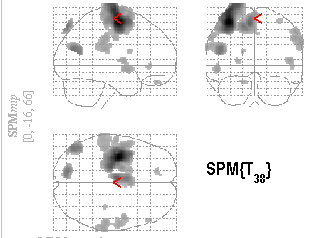 SPMmip
[0, -16, 66]
<
<
<
SPM{T38}